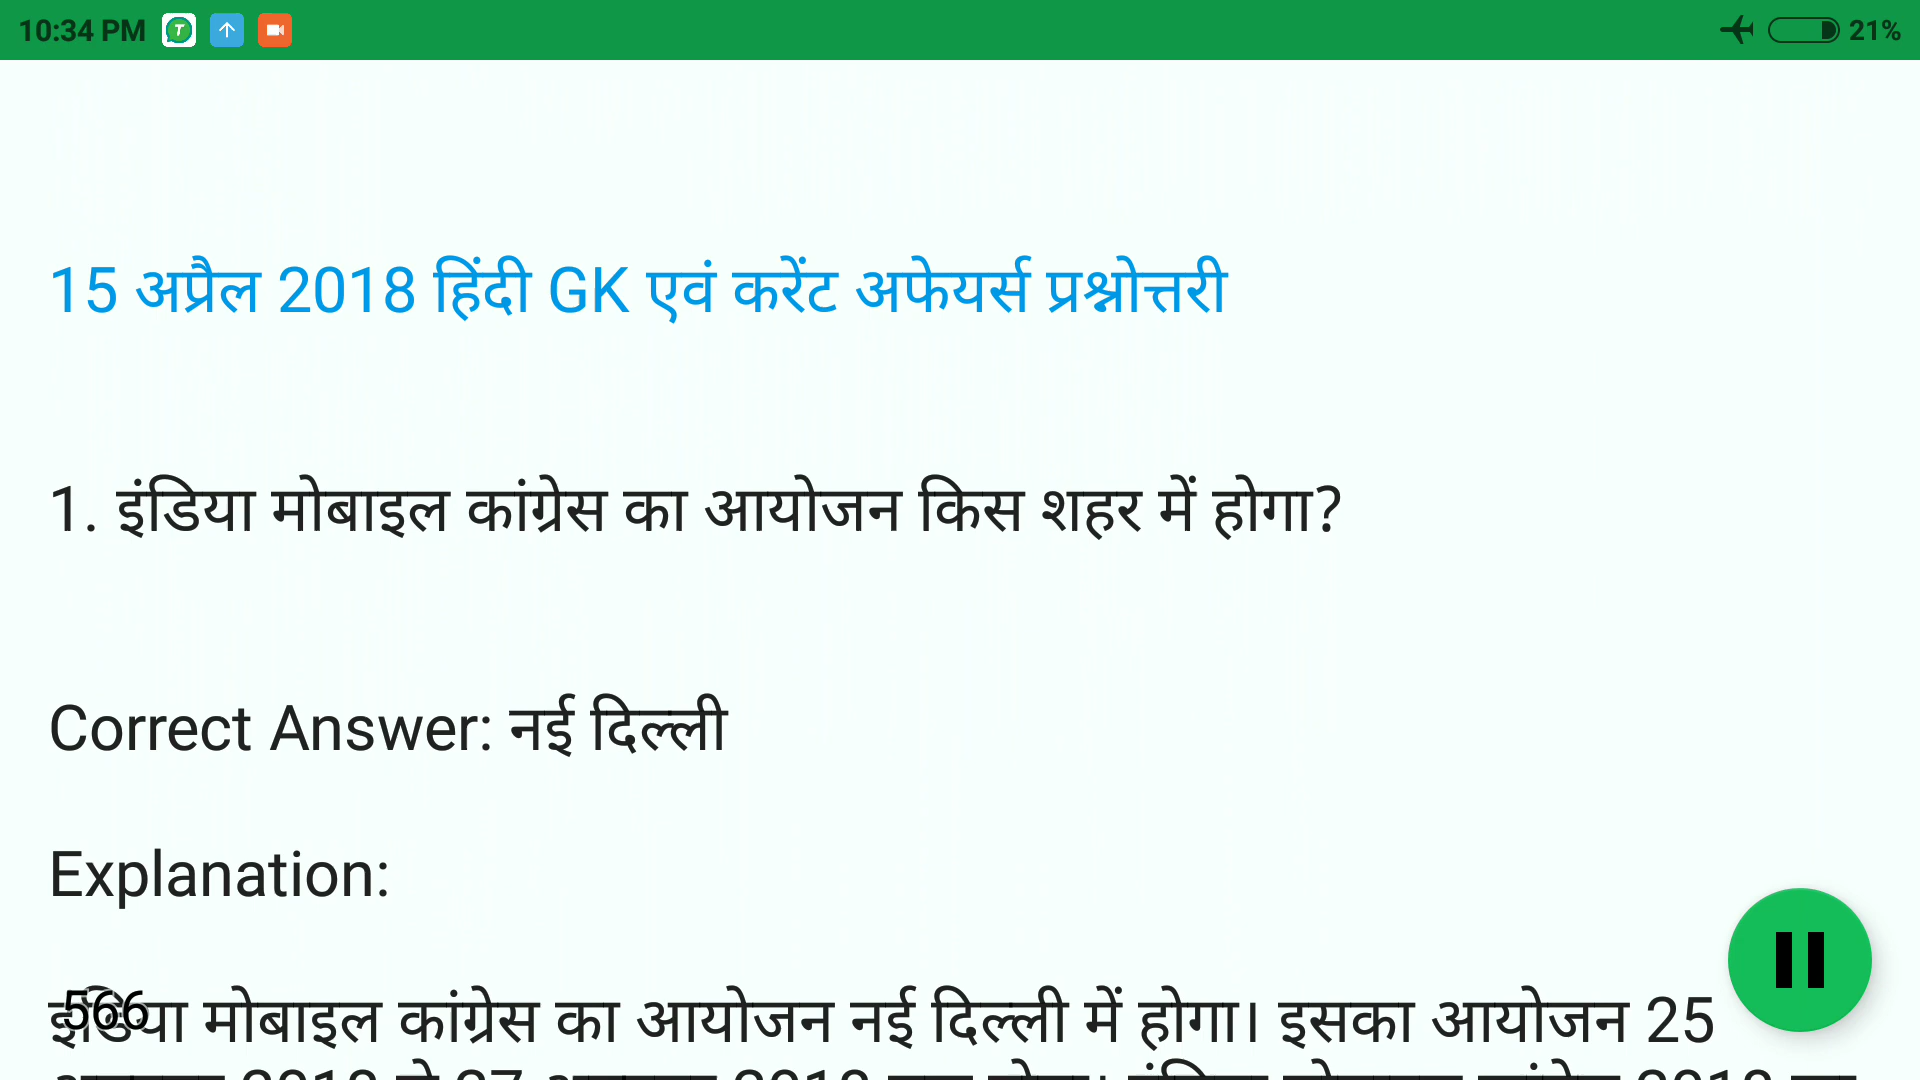 10:34 PM
21%
15 अप्रैल 2018 हिंदी GK एवं करेंट अफेयर्स प्रश्नोत्तरी
1. इंडिया मोबाइल कांग्रेस का आयोजन किस शहर में होगा?
Correct Answer: नई दिल्ली
Explanation:
566
इंडिया मोबाइल कांग्रेस का आयोजन नई दिल्ली में होगा। इसका आयोजन 25